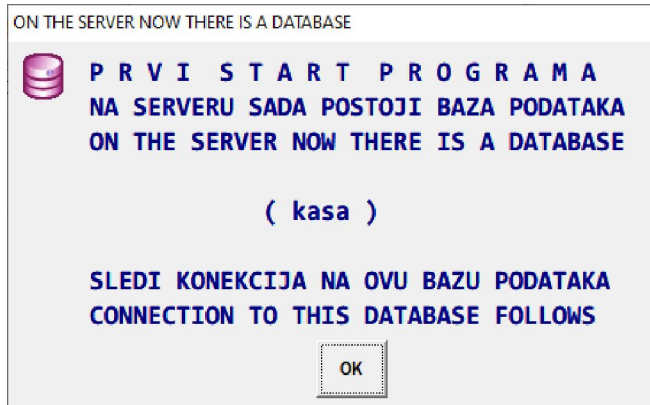 ON THE SERVER NOW THERE IS A DATABASE
P R V I  S T A R T  P R O G R A M A
NA SERVERU SADA POSTOJI BAZA PODATAKA
ON THE SERVER NOW THERE IS A DATABASE
( kasa )
SLEDI KONEKCIJA NA OVU BAZU PODATAKA
CONNECTION TO THIS DATABASE FOLLOWS
OK